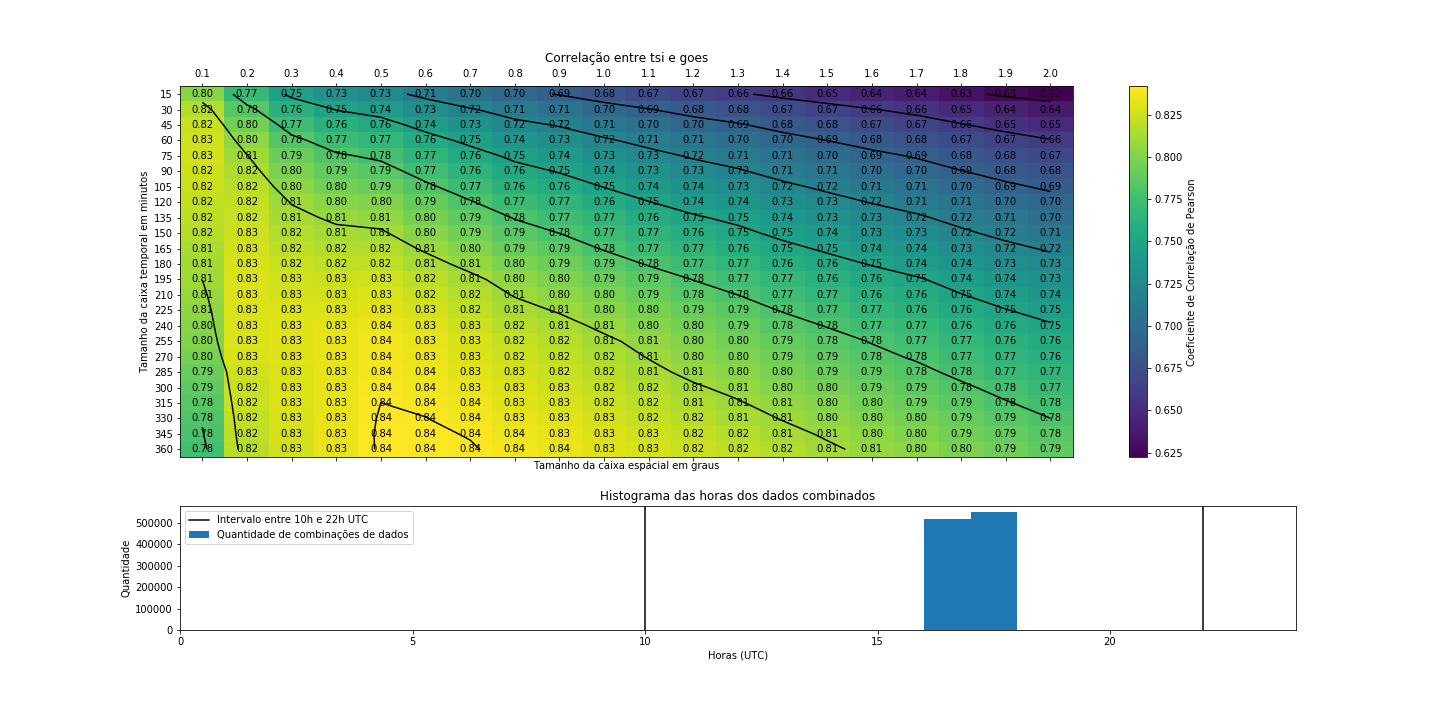 Correlação entre tsi e goes
0.1 0.2 0.3 0.4 0.5 0.6 0.7 0.8 0.9 1.0 1.1 1.2 1.3 1.4 1.5 1.6 1.7 1.8 1.9 2.0
15 0.80 0.77 0.75 0.73 0.73 0.71 0.70 0.70 0.69 0.68 0.67 0.67 0.66 0.66 0.65 0.64 0.64 0.63 0.63 0.62
30 0.82 0.78 0.76 0.75 0.74 0.73 0.72 0.71 0.71 0.70 0.69 0.68 0.68 0.67 0.67 0.66 0.66 0.65 0.64 0.64
45 0.82 0.80 0.77 0.76 0.76 0.74 0.73 0.72 0.72 0.71 0.70 0.70 0.69 0.68 0.68 0.67 0.67 0.66 0.65 0.65
60 0.83 0.80 0.78 0.77 0.77 0.76 0.75 0.74 0.73 0.72 0.71 0.71 0.70 0.70 0.69 0.68 0.68 0.67 0.67 0.66
75 0.83 0.81 0.79 0.78 0.78 0.77 0.76 0.75 0.74 0.73 0.73 0.72 0.71 0.71 0.70 0.69 0.69 0.68 0.68 0.67
90 0.82 0.82 0.80 0.79 0.79 0.77 0.76 0.76 0.75 0.74 0.73 0.73 0.72 0.71 0.71 0.70 0.70 0.69 0.68 0.68
105 0.82 0.82 0.80 0.80 0.79 0.78 0.77 0.76 0.76 0.75 0.74 0.74 0.73 0.72 0.72 0.71 0.71 0.70 0.69 0.69
120 0.82 0.82 0.81 0.80 0.80 0.79 0.78 0.77 0.77 0.76 0.75 0.74 0.74 0.73 0.73 0.72 0.71 0.71 0.70 0.70
135 0.82 0.82 0.81 0.81 0.81 0.80 0.79 0.78 0.77 0.77 0.76 0.75 0.75 0.74 0.73 0.73 0.72 0.72 0.71 0.70
150 0.82 0.83 0.82 0.81 0.81 0.80 0.79 0.79 0.78 0.77 0.77 0.76 0.75 0.75 0.74 0.73 0.73 0.72 0.72 0.71
165 0.81 0.83 0.82 0.82 0.82 0.81 0.80 0.79 0.79 0.78 0.77 0.77 0.76 0.75 0.75 0.74 0.74 0.73 0.72 0.72
180 0.81 0.83 0.82 0.82 0.82 0.81 0.81 0.80 0.79 0.79 0.78 0.77 0.77 0.76 0.76 0.75 0.74 0.74 0.73 0.73
195 0.81 0.83 0.83 0.83 0.83 0.82 0.81 0.80 0.80 0.79 0.79 0.78 0.77 0.77 0.76 0.76 0.75 0.74 0.74 0.73
210 0.81 0.83 0.83 0.83 0.83 0.82 0.82 0.81 0.80 0.80 0.79 0.78 0.78 0.77 0.77 0.76 0.76 0.75 0.74 0.74
225 0.81 0.83 0.83 0.83 0.83 0.83 0.82 0.81 0.81 0.80 0.80 0.79 0.79 0.78 0.77 0.77 0.76 0.76 0.75 0.75
240 0.80 0.83 0.83 0.83 0.84 0.83 0.83 0.82 0.81 0.81 0.80 0.80 0.79 0.78 0.78 0.77 0.77 0.76 0.76 0.75
255 0.80 0.83 0.83 0.83 0.84 0.83 0.83 0.82 0.82 0.81 0.81 0.80 0.80 0.79 0.78 0.78 0.77 0.77 0.76 0.76
270 0.80 0.83 0.83 0.83 0.84 0.83 0.83 0.83 0.82 0.82 0.81 0.80 0.80 0.79 0.79 0.78 0.78 0.77 0.77 0.76
285 0.79 0.83 0.83 0.83 0.84 0.84 0.83 0.83 0.82 0.82 0.81 0.81 0.80 0.80 0.79 0.79 0.78 0.78 0.77 0.77
300 0.79 0.82 0.83 0.83 0.84 0.84 0.83 0.83 0.83 0.82 0.82 0.81 0.81 0.80 0.80 0.79 0.79 0.78 0.78 0.77
315 0.78 0.82 0.83 0.83 0.84 0.84 0.84 0.83 0.83 0.82 0.82 0.81 0.81 0.81 0.80 0.80 0.79 0.79 0.78 0.78
330 0.78 0.82 0.83 0.83 0.84 0.84 0.84 0.83 0.83 0.83 0.82 0.82 0.81 0.81 0.80 0.80 0.80 0.79 0.79 0.78
345 0.78 0.82 0.83 0.83 0.84 0.84 0.84 0.84 0.83 0.83 0.83 0.82 0.82 0.81 0.81 0.80 0.80 0.79 0.79 0.78
360 0.78 0.82 0.83 0.83 0.84 0.84 0.84 0.84 0.84 0.83 0.83 0.82 0.82 0.82 0.81 0.81 0.80 0.80 0.79 0.79
Tamanho da caixa temporal em minutos
Tamanho da caixa espacial em graus
0.825
0.800
0.775
0.750
0.725
0.700
0.675
0.650
0.625
Coeficiente de Correlação de Pearson
Histograma das horas dos dados combinados
Intervalo entre 10h e 22h UTC
Quantidade de combinações de dados
500000
400000
300000
200000
100000
0
Quantidade
0 5 10 15 20
Horas (UTC)